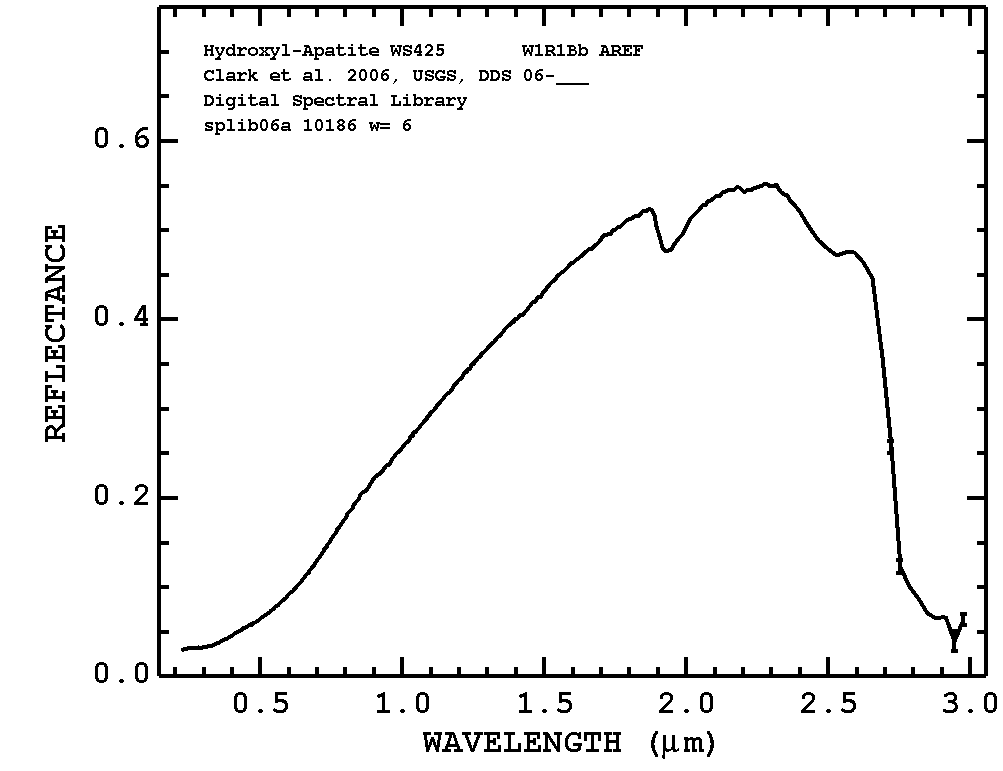 Hydroxyl-Apatite WS425 W1R1Bb AREF
Clark et al. 2006, USGS, DDS 06-___
Digital Spectral Library
splib06a 10186 w= 6
0.6
0.4
0.2
0.0
REFLECTANCE
0.5 1.0 1.5 2.0 2.5 3.0
WAVELENGTH (μm)